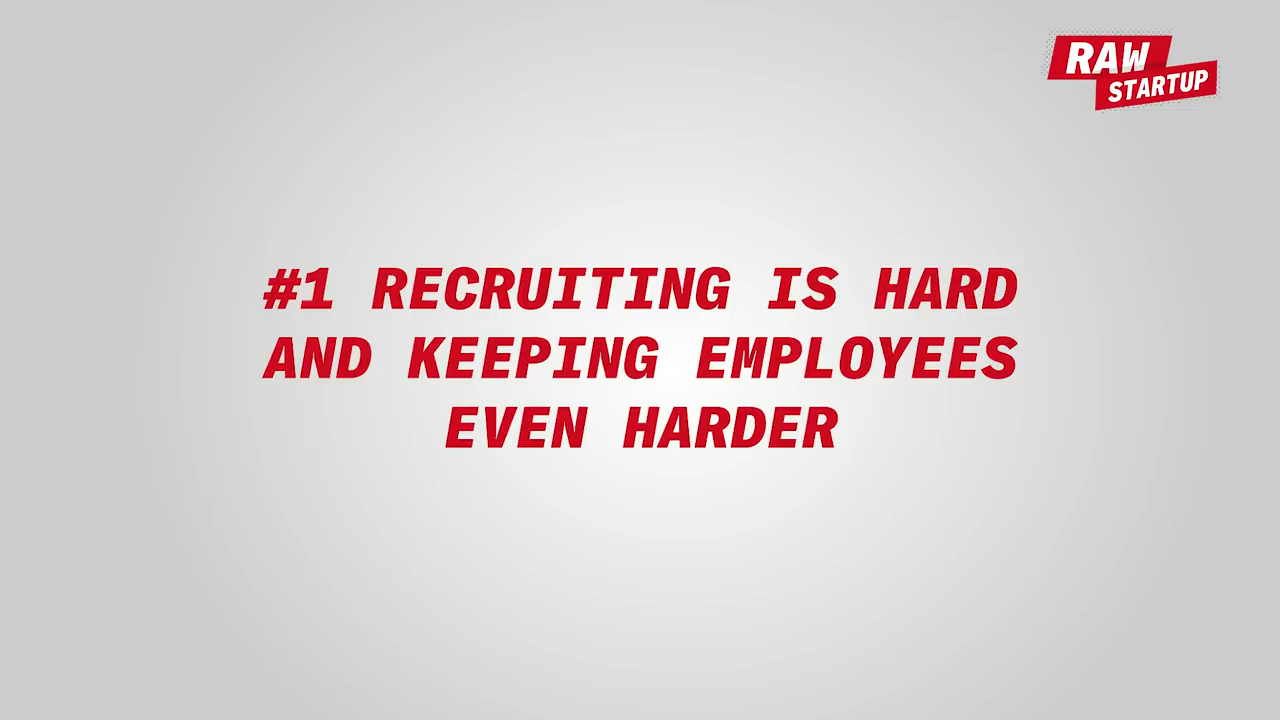 RAW
STARTUP
#1 RECRUITING IS HARD
AND KEEPING EMPLOYEES
EVEN HARDER